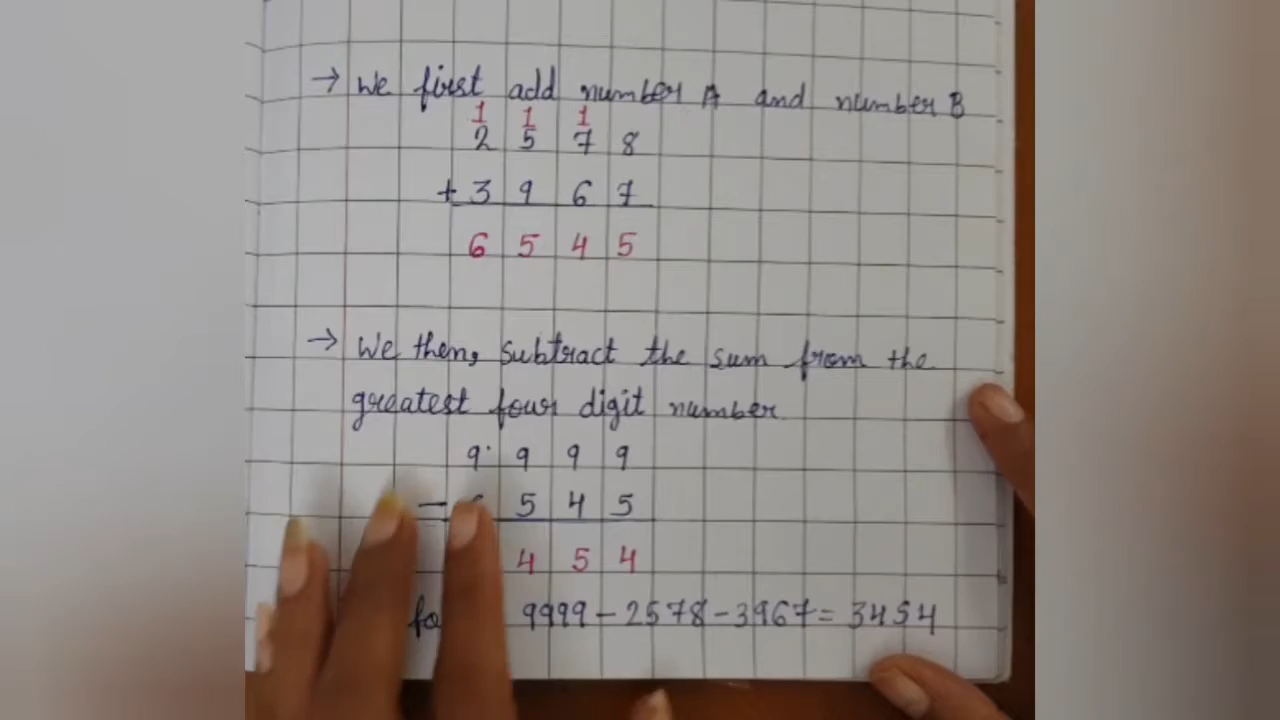 → We first add number A and number B
1 1 1
2 5 7 8
+ 3 9 6 7
6 5 4 5
→ We then, subtract the sum from the
greatest four digit number
9 9 9 9
- 5 4 5
4 5 4
9999 - 2578 - 3967 = 3454